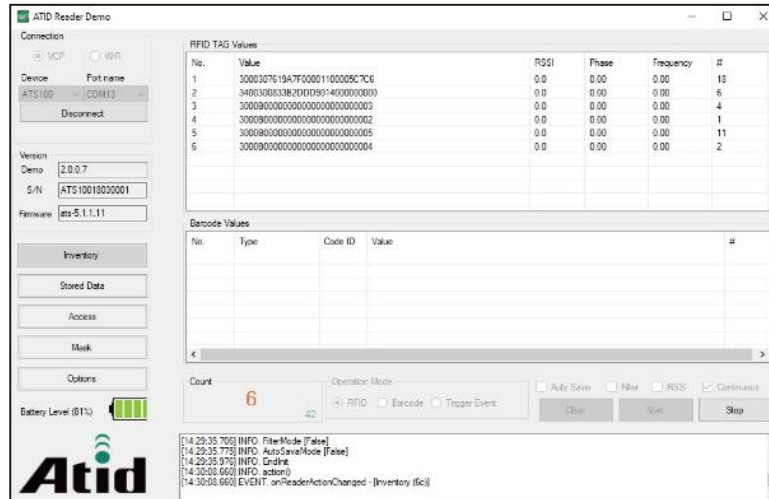 ATID Reader Demo
Connection
VCP WiFi
Device Port name
ATS100 COM13
Disconnect
Version
Demo 2.0.0.7
S/N ATS10018030001
Firmware ats-5.1.1.11
Inventory
Stored Data
Access
Mask
Options
Battery Level (81%)
Atid
RFID TAG Values
No. Value RSSI Phase Frequency #
1 3000307619A7F00001100005C7C6 0.0 0.00 0.00 18
2 0.0 0.00 0.00 6
3 0.0 0.00 0.00 4
4 0.0 0.00 0.00 1
5 0.0 0.00 0.00 11
6 0.0 0.00 0.00 2
Barcode Values
No. Type Code ID Value #
Count
6
42
Operation Mode
RFID Barcode Trigger Event
Auto Save Filter RSSI Continuous
Clear Start Stop
[14:29:35.706] INFO. FilterMode [False]
[14:29:35.775] INFO. AutoSaveMode [False]
[14:29:35.976] INFO. EndInit
[14:30:08.660] INFO. action()
[14:30:08.660] EVENT. onReaderActionChanged - [Inventory (6c)]